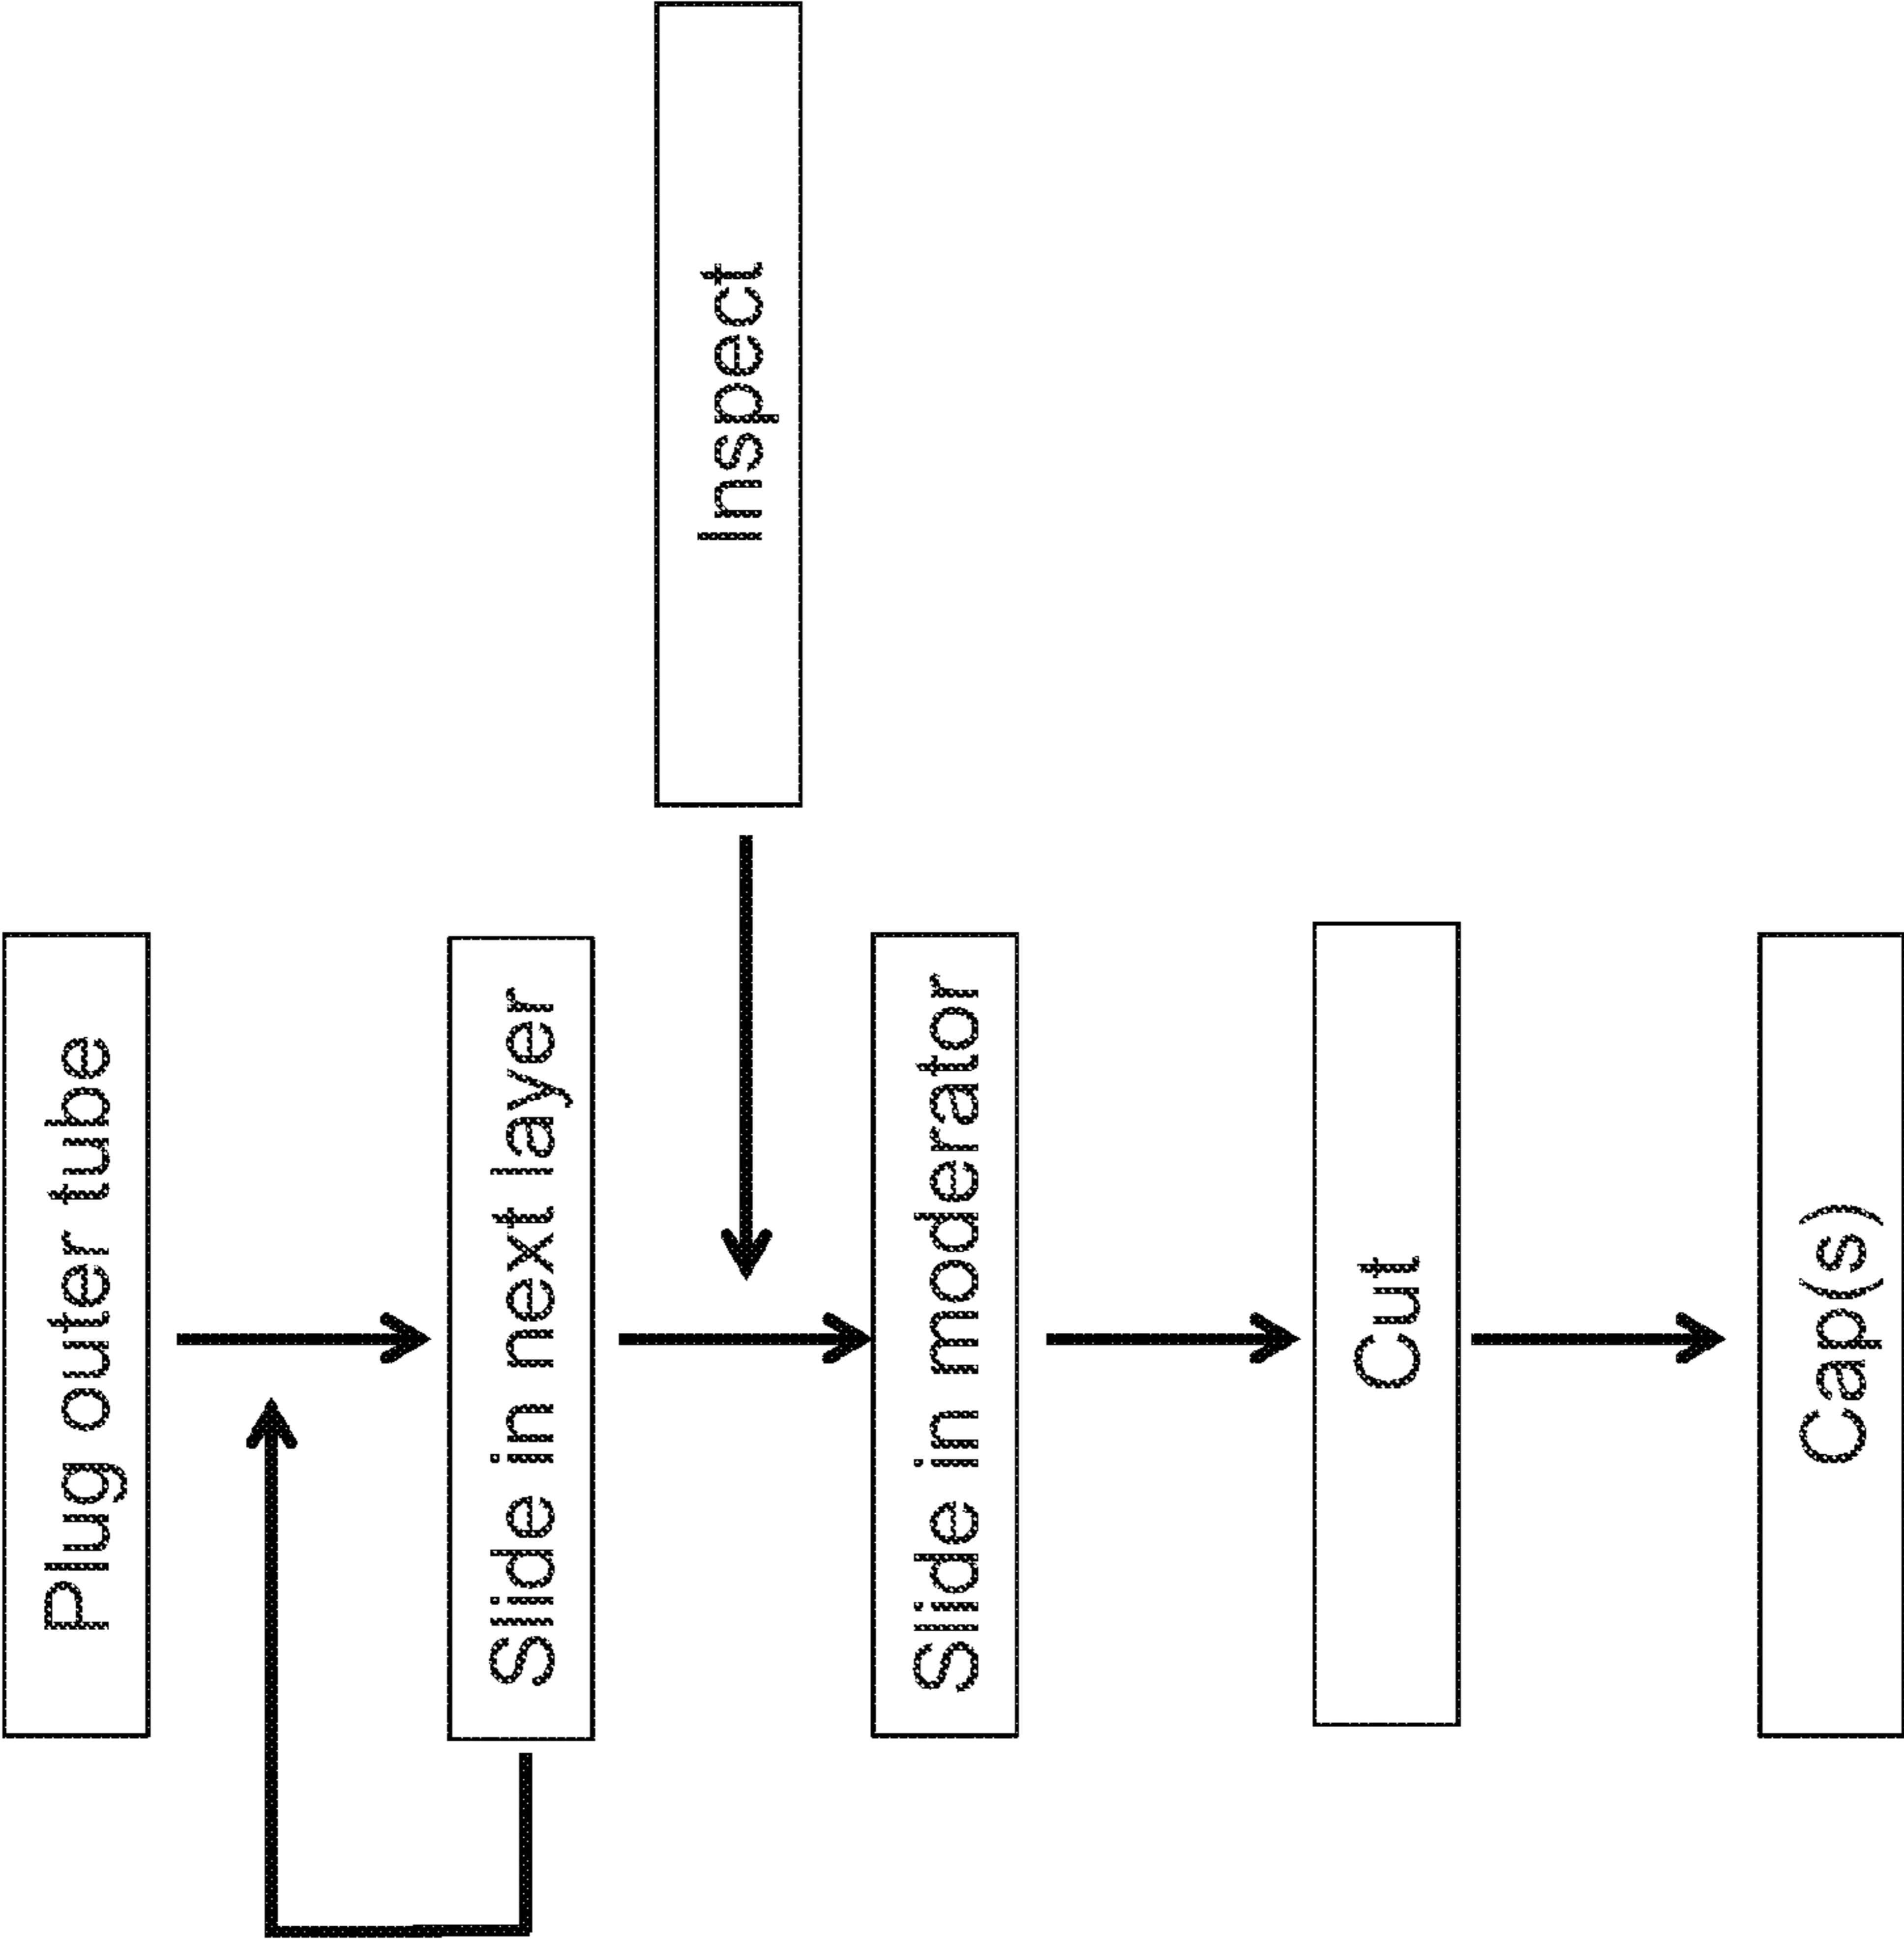 Plug outer tube
Slide in next layer
Inspect
Slide in moderator
Cut
Cap(s)